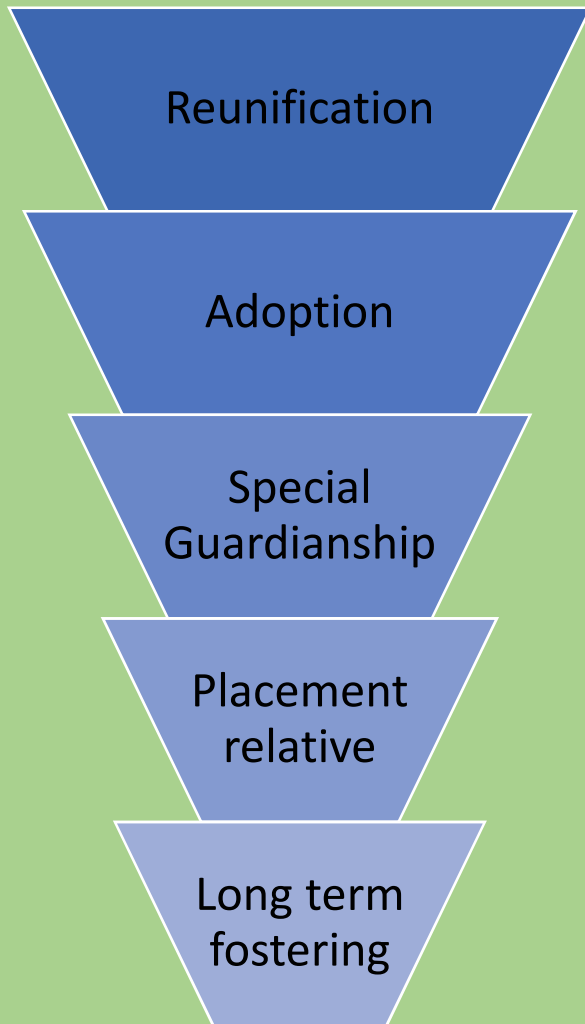 Reunification
Adoption
Special
Guardianship
Placement
relative
Long term
fostering